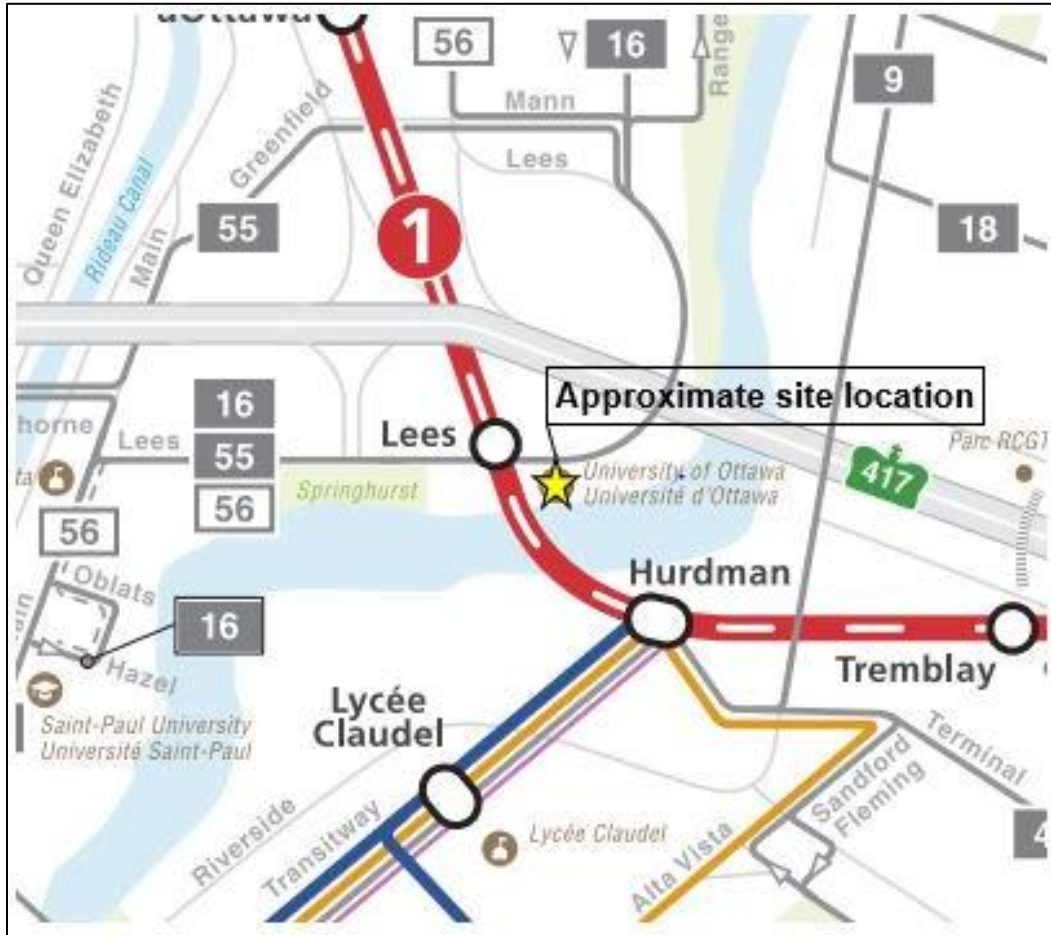 uOttawa
56
16
Range
9
Mann
Greenfield
Lees
Queen Elizabeth
Rideau Canal
Main
55
1
18
Approximate site location
horne
Lees
16
55
56
Lees
Springhurst
University of Ottawa
Université d'Ottawa
417
Parc RCGT
56
Oblats
Hurdman
16
Hazel
Tremblay
Saint-Paul University
Université Saint-Paul
Lycée
Claudel
Riverside
Transitway
Lycée Claudel
Alta Vista
Sandford
Fleming
Terminal
4